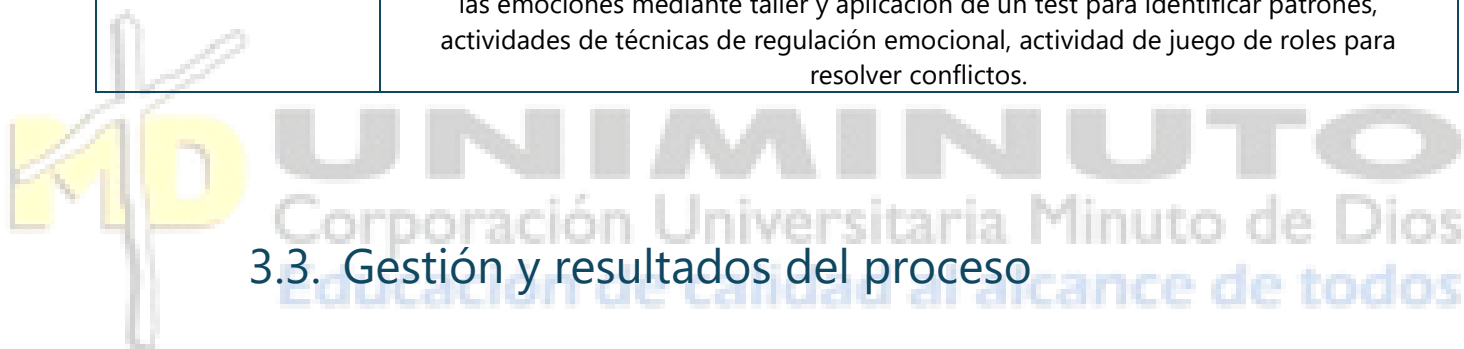 las emociones mediante taller y aplicación de un test para identificar patrones,
actividades de técnicas de regulación emocional, actividad de juego de roles para
resolver conflictos.
MD UNIMINUTO
Corporación Universitaria Minuto de Dios
Educación de calidad al alcance de todos
3.3. Gestión y resultados del proceso